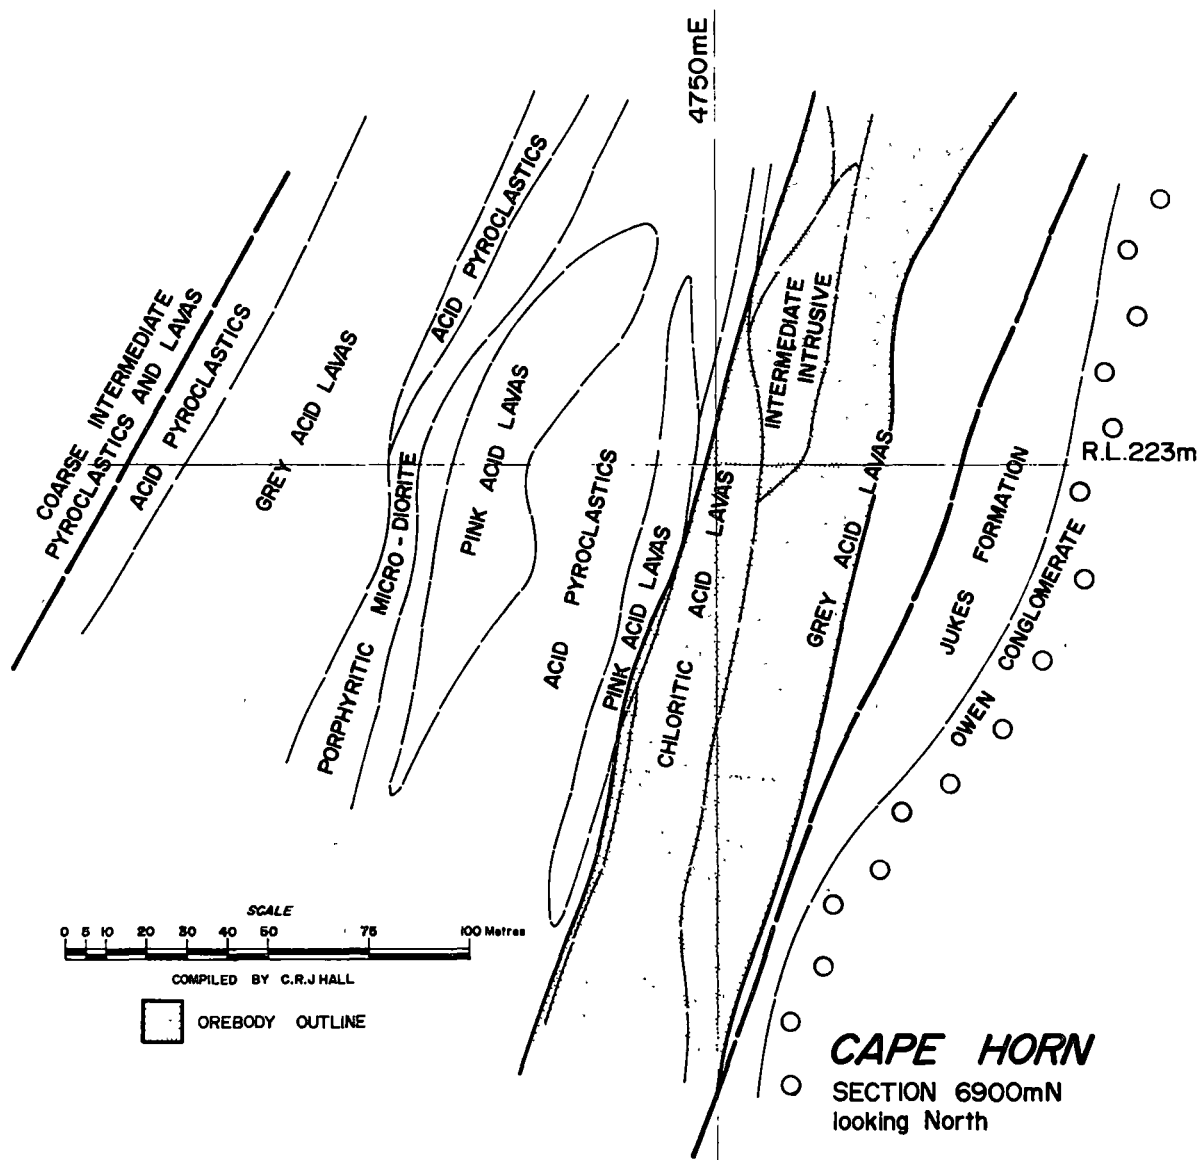 4750mE
COARSE INTERMEDIATE
PYROCLASTICS AND LAVAS
ACID PYROCLASTICS
GREY ACID LAVAS
ACID PYROCLASTICS
PORPHYRITIC MICRO-DIORITE
PINK ACID LAVAS
ACID PYROCLASTICS
PINK ACID LAVAS
CHLORITIC ACID LAVAS
INTERMEDIATE
INTRUSIVE
GREY ACID LAVAS
JUKES FORMATION
OWEN CONGLOMERATE
R.L.223m
SCALE
0 5 10 20 30 40 50 75 100 Metres
COMPILED BY C.R.J HALL
OREBODY OUTLINE
CAPE HORN
SECTION 6900mN
looking North